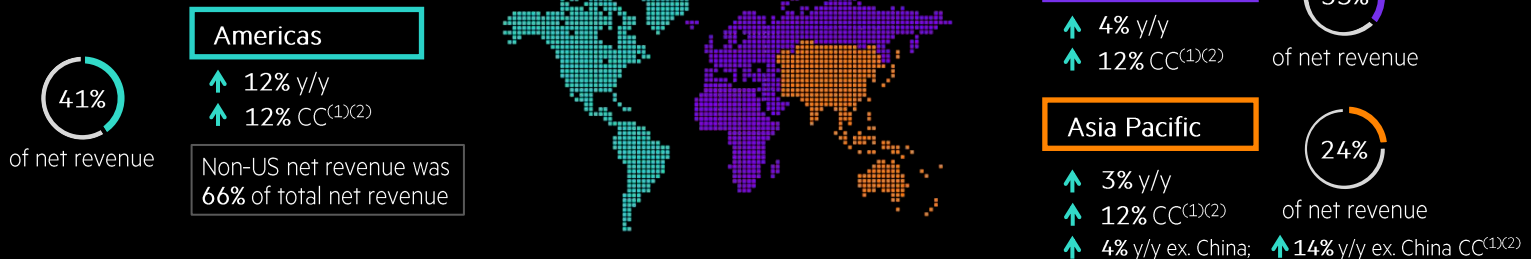 Americas
↑ 12% y/y
↑ 12% CC(1)(2)
41%
of net revenue
Non-US net revenue was
66% of total net revenue
↑ 4% y/y
↑ 12% CC(1)(2)
of net revenue
Asia Pacific
↑ 3% y/y
↑ 12% CC(1)(2)
24%
of net revenue
↑ 4% y/y ex. China; ↑ 14% y/y ex. China CC(1)(2)